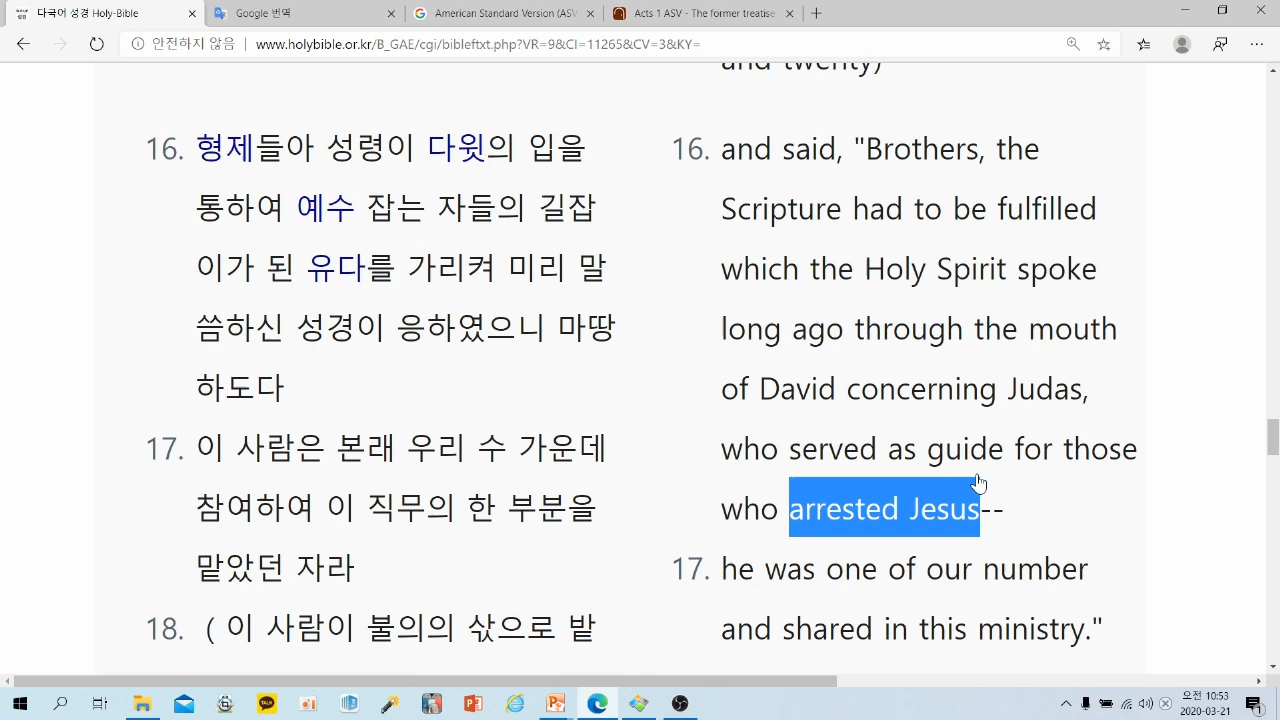 다국어 성경 Holy-Bible
Google 번역
American Standard Version (ASV
Acts 1 ASV - The former treatise
안전하지 않음
www.holybible.or.kr/B_GAE/cgi/bibleftxt.php?VR=9&CI=11265&CV=3&KY=
and twenty)
16. 형제들아 성령이 다윗의 입을
통하여 예수 잡는 자들의 길잡
이가 된 유다를 가리켜 미리 말
씀하신 성경이 응하였으니 마땅
하도다
17. 이 사람은 본래 우리 수 가운데
참여하여 이 직무의 한 부분을
맡았던 자라
18. ( 이 사람이 불의의 삯으로 밭
16. and said, "Brothers, the
Scripture had to be fulfilled
which the Holy Spirit spoke
long ago through the mouth
of David concerning Judas,
who served as guide for those
who arrested Jesus--
17. he was one of our number
and shared in this ministry."
오전 10:53
2020-03-21